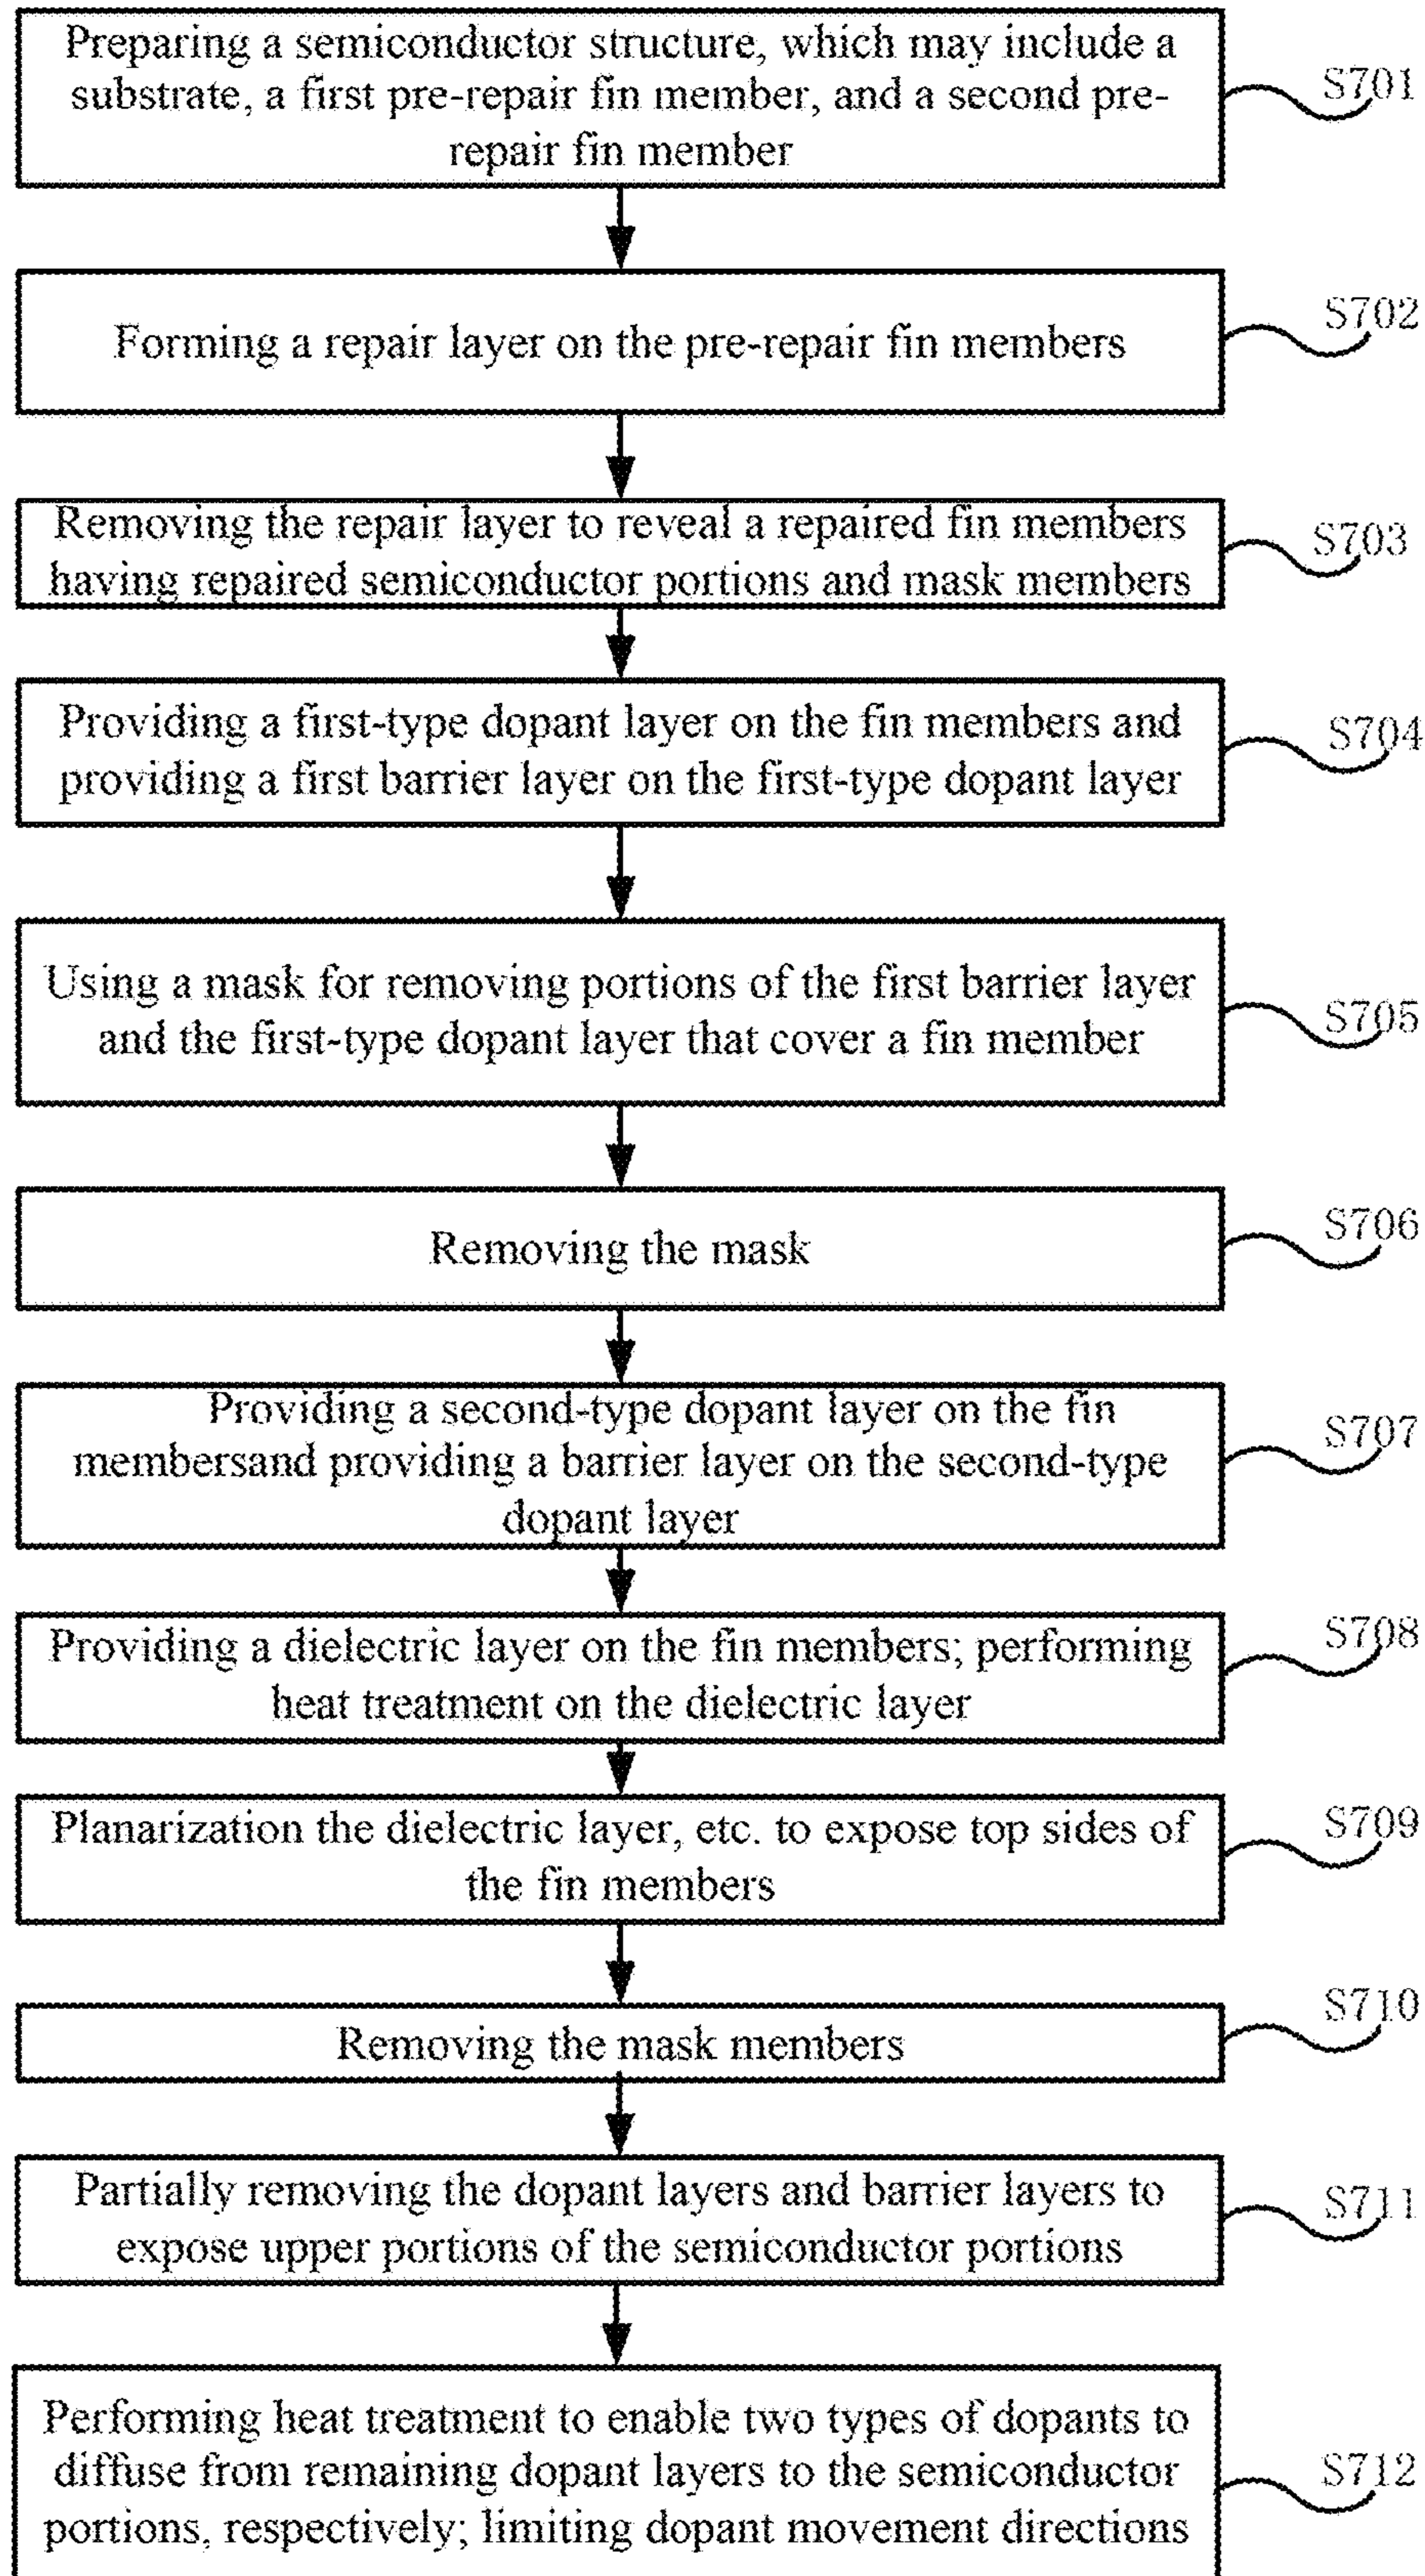 Preparing a semiconductor structure, which may include a
substrate, a first pre-repair fin member, and a second pre-
repair fin member
S701
Forming a repair layer on the pre-repair fin members
S702
Removing the repair layer to reveal a repaired fin members
having repaired semiconductor portions and mask members
S703
Providing a first-type dopant layer on the fin members and
providing a first barrier layer on the first-type dopant layer
S704
Using a mask for removing portions of the first barrier layer
and the first-type dopant layer that cover a fin member
S705
Removing the mask
S706
Providing a second-type dopant layer on the fin
membersand providing a barrier layer on the second-type
dopant layer
S707
Providing a dielectric layer on the fin members; performing
heat treatment on the dielectric layer
S708
Planarization the dielectric layer, etc. to expose top sides of
the fin members
S709
Removing the mask members
S710
Partially removing the dopant layers and barrier layers to
expose upper portions of the semiconductor portions
S711
Performing heat treatment to enable two types of dopants to
diffuse from remaining dopant layers to the semiconductor
portions, respectively; limiting dopant movement directions
S712